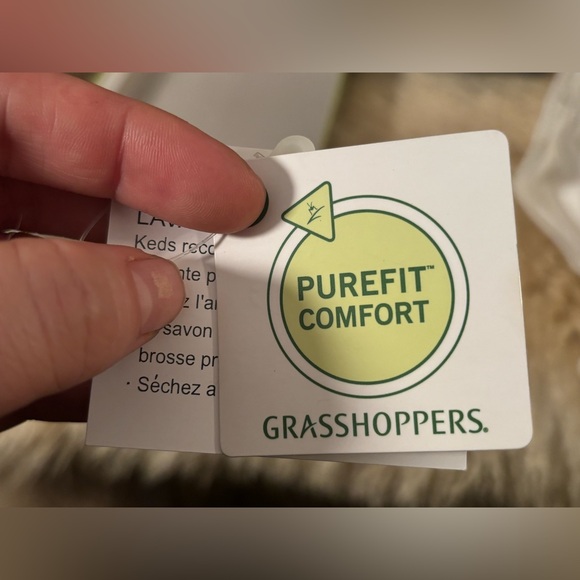 Keds
l'a
savon
brosse
· Séchez a
PUREFIT™
COMFORT
GRASSHOPPERS®